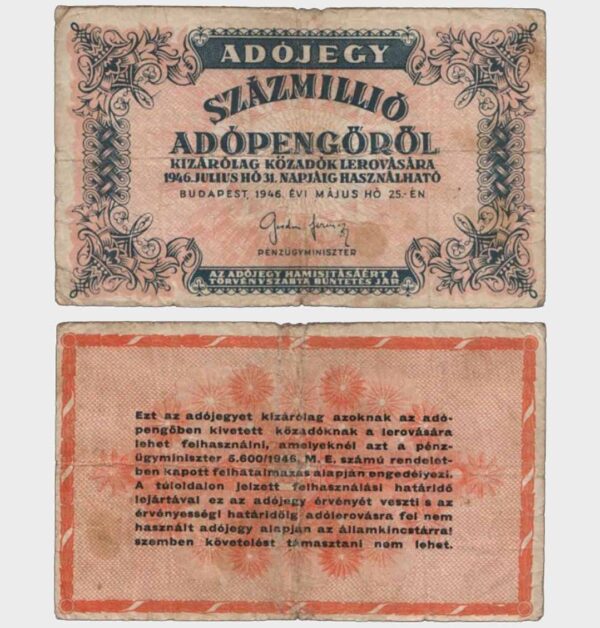 ADÓJEGY
SZÁZMILLIÓ
ADÓPENGŐRŐL
KIZÁRÓLAG KÖZADÓK LEROVÁSÁRA
1946. JULIUS HÓ 31. NAPJÁIG HASZNÁLHATÓ
BUDAPEST, 1946. ÉVI MÁJUS HÓ 25.-ÉN
PÉNZÜGYMINISZTER
AZ ADÓJEGY HAMISITÁSAÉRT A
TÖRVÉNYSZABTA BÜNTETÉS JÁR
Ezt az adójegyet kizárólag azoknak az adó-
pengőben kivetett közadóknak a lerovására
lehet felhasználni, amelyeknél azt a pénz-
ügyminiszter 5.600/1946. M. E. számú rendelet-
ben kapott felhatalmazás alapján engedélyezi.
A túloldalon jelzett felhasználási határidő
lejártával ez az adójegy érvényét veszti s az
érvényességi határidőig adólerovásra fel nem
használt adójegy alapján az államkincstárral
szemben követelést támasztani nem lehet.